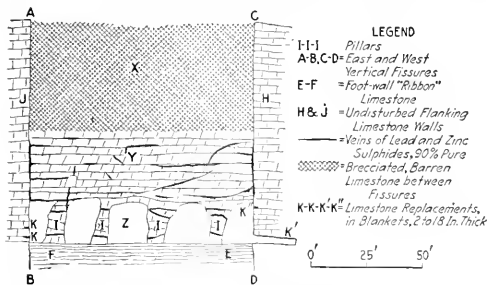 A
C
X
J
H
Y
I
K
K
I
I
Z
I
I
K'
K"
F
E
B
D
LEGEND
I-I-I Pillars
A-B, C-D= East and West
Vertical Fissures
E-F =Foot-wall "Ribbon"
Limestone
H & J =Undisturbed Flanking
Limestone Walls
=Veins of Lead and Zinc
Sulphides, 90% Pure
=Brecciated, Barren
Limestone between
Fissures
K-K-K'K"=Limestone Replacements,
in Blankets, 2 to 18 In. Thick
0' 25' 50'